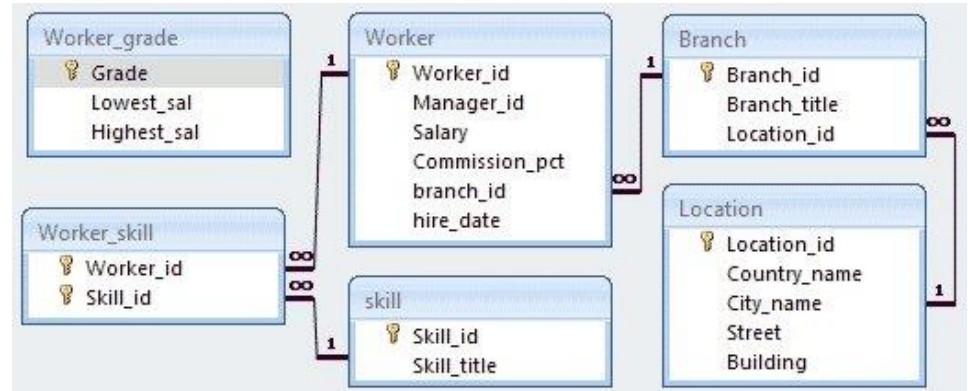 Worker_grade
Grade
Lowest_sal
Highest_sal
Worker
Worker_id
Manager_id
Salary
Commission_pct
branch_id
hire_date
Branch
Branch_id
Branch_title
Location_id
Worker_skill
Worker_id
Skill_id
skill
Skill_id
Skill_title
Location
Location_id
Country_name
City_name
Street
Building
1
∞
1
∞
∞
1
∞
1